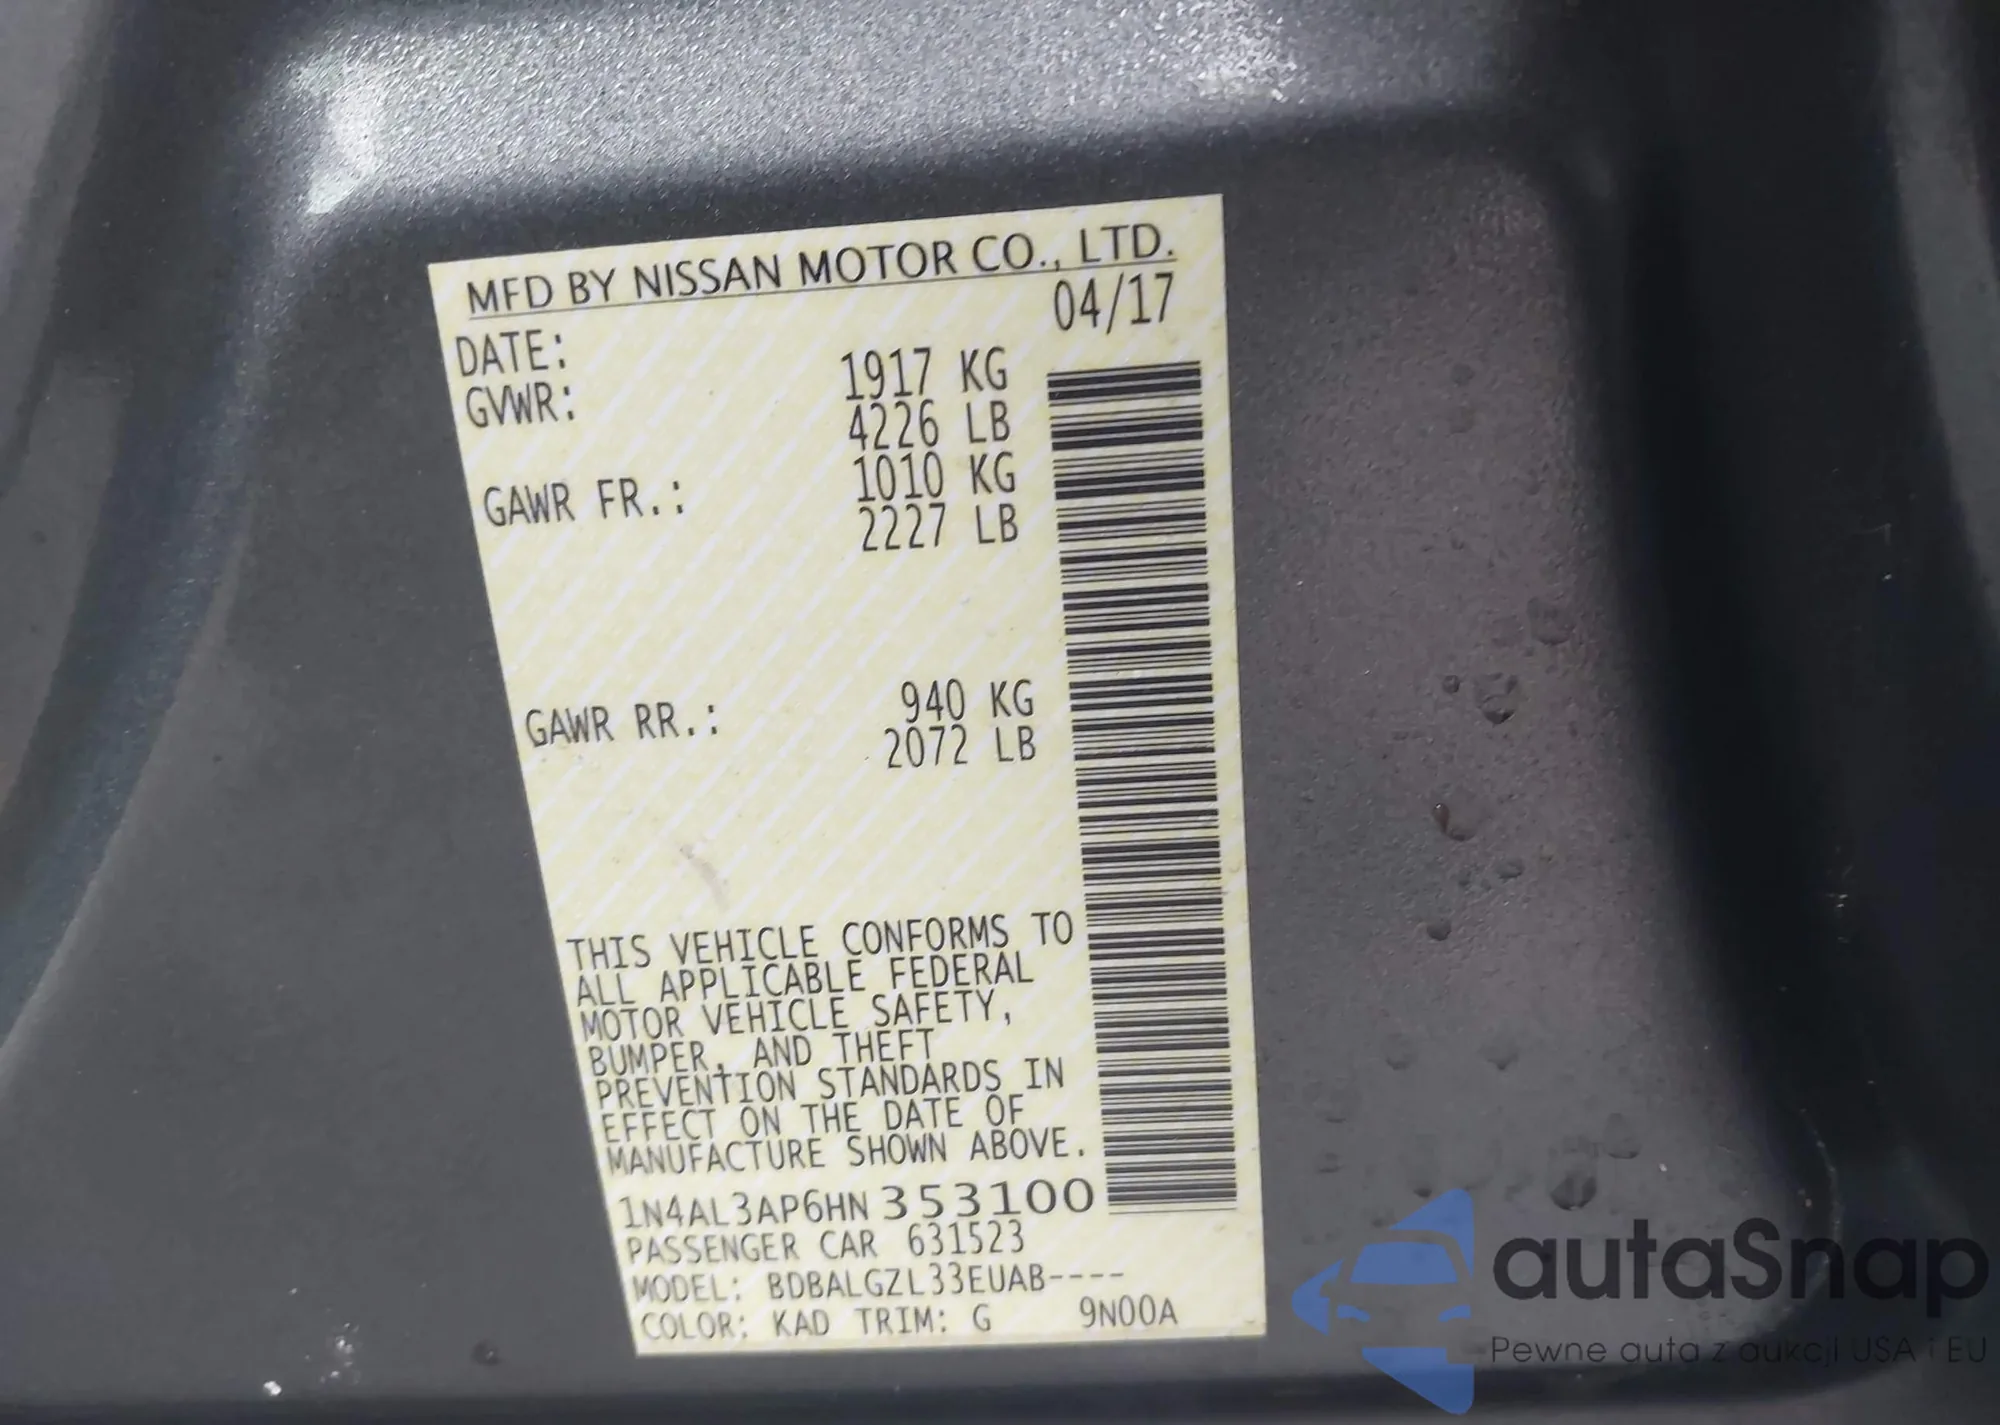 MFD BY NISSAN MOTOR CO., LTD.
DATE: 04/17
GVWR: 1917 KG
4226 LB
GAWR FR.: 1010 KG
2227 LB
GAWR RR.: 940 KG
2072 LB
THIS VEHICLE CONFORMS TO
ALL APPLICABLE FEDERAL
MOTOR VEHICLE SAFETY,
BUMPER, AND THEFT
PREVENTION STANDARDS IN
EFFECT ON THE DATE OF
MANUFACTURE SHOWN ABOVE.
1N4AL3AP6HN 353100
PASSENGER CAR 631523
MODEL: BDBALGZL33EUAB----
COLOR: KAD TRIM: G 9N00A
autaSnap
Pewne auta z aukcji USA i EU